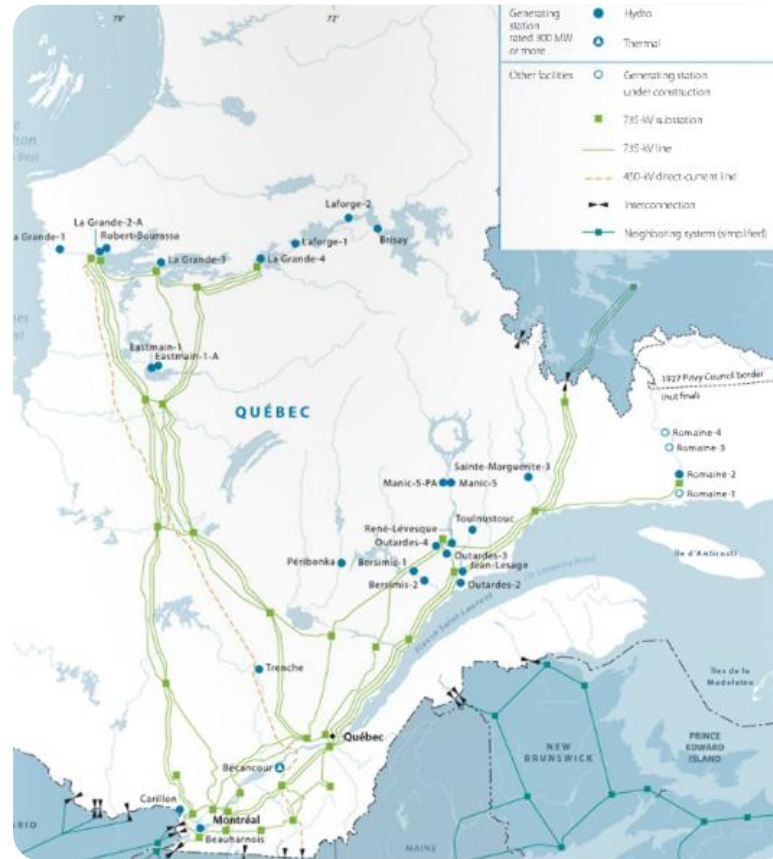 78°
72°
Generating
station
rated 300 MW
or more
Hydro
Thermal
Other facilities
Generating station
under construction
735-kV substation
735-kV line
450-kV direct-current line
Interconnection
Neighboring system (simplified)
Laforge-2
La Grande-2-A
Robert-Bourassa
La Grande-1
Laforge-1
Brisay
La Grande-3
La Grande-4
Eastmain-1
Eastmain-1-A
1927 Privy Council border
(not final)
QUÉBEC
Romaine-4
Romaine-3
Sainte-Marguerite-3
Romaine-2
Manic-5-PA
Manic-5
Romaine-1
Toulnustouc
René-Lévesque
Outardes-4
Outardes-3
Île d'Anticosti
Péribonka
Bersimis-1
Jean-Lesage
Bersimis-2
Outardes-2
Fleuve Saint-Laurent
Trenche
Îles de la
Madeleine
Québec
NEW
BRUNSWICK
PRINCE
EDWARD
ISLAND
Bécancour
Carillon
Montréal
Beauharnois
MAINE